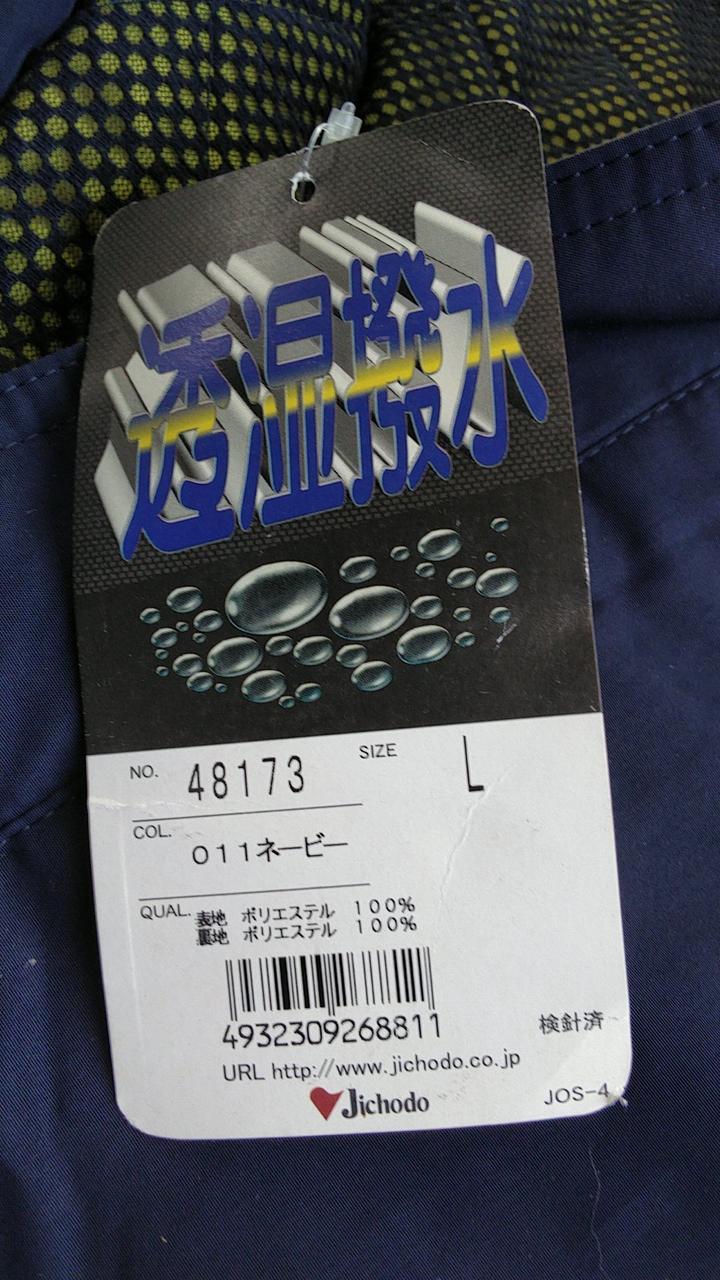 透湿撥水
NO. 48173 SIZE L
COL. 011ネービー
QUAL. 表地 ポリエステル 100%
裏地 ポリエステル 100%
4932309268811
検針済
URL http://www.jichodo.co.jp
Jichodo
JOS-4